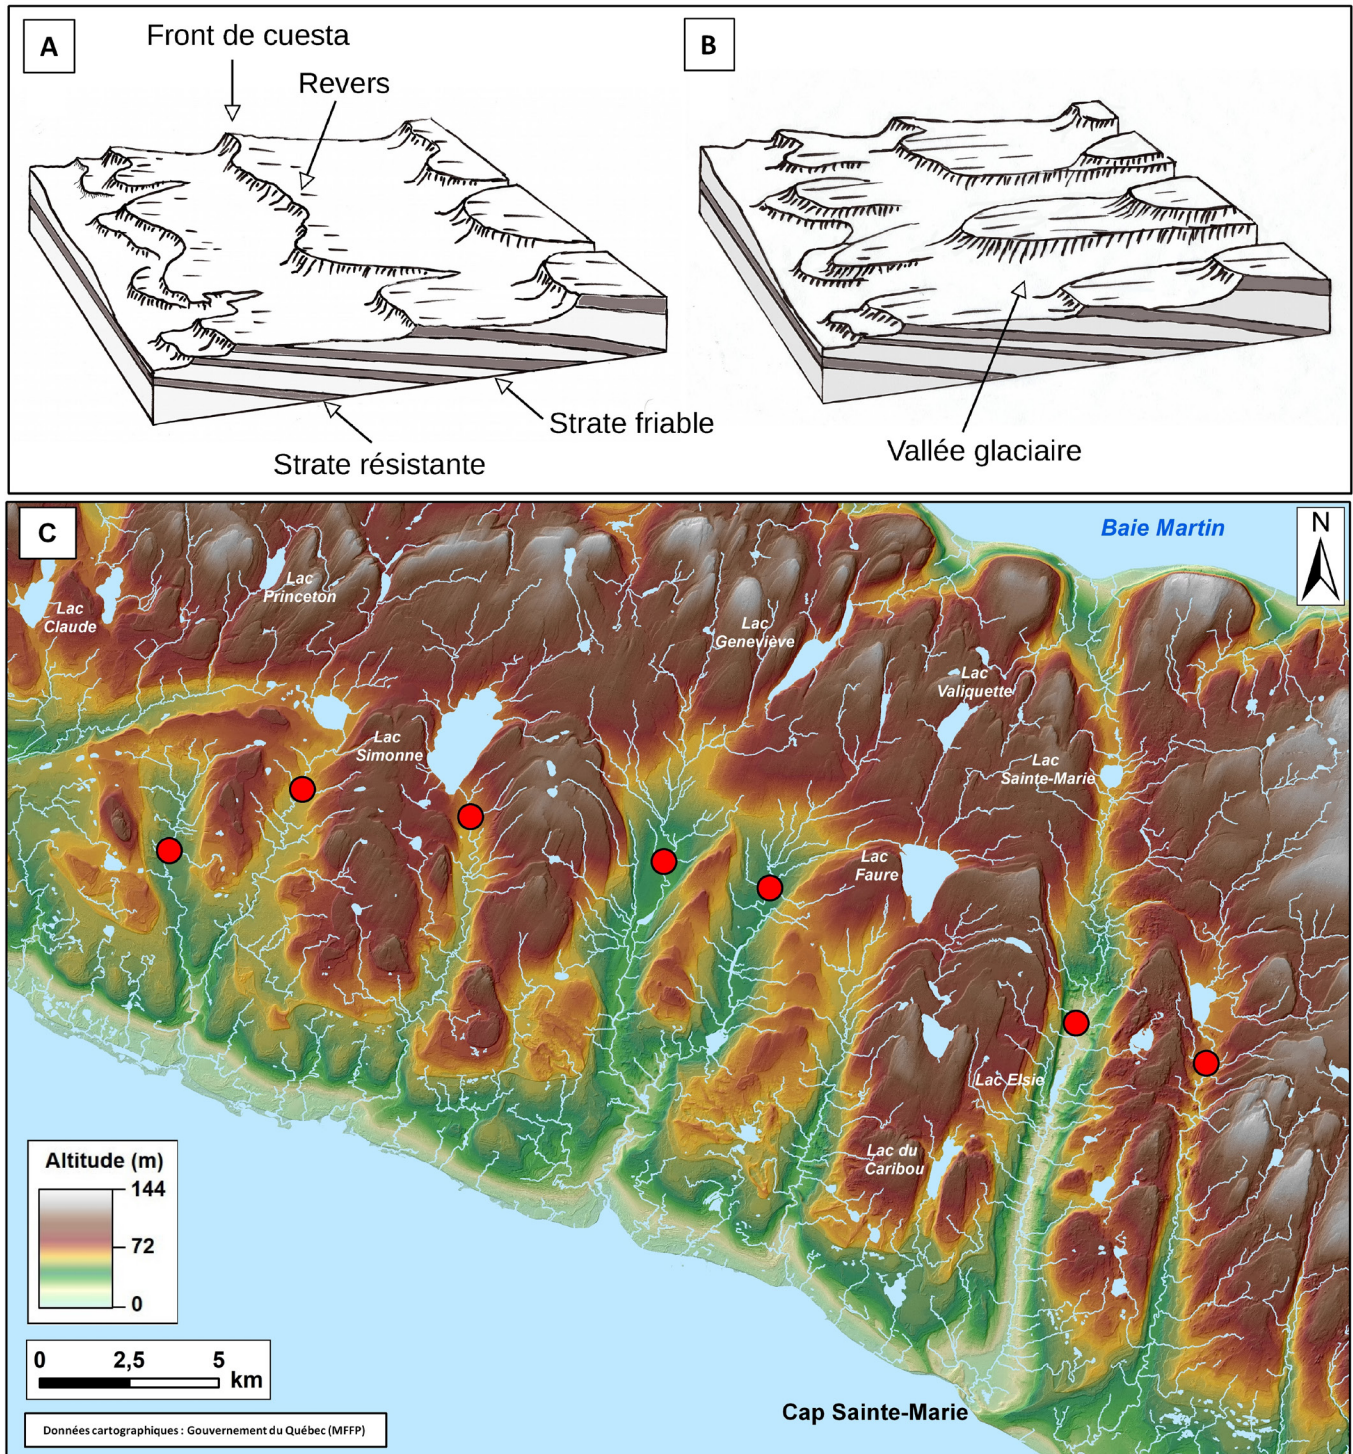 A
Front de cuesta
Revers
Strate friable
Strate résistante
B
Vallée glaciaire
C
Baie Martin
N
Lac
Princeton
Lac
Claude
Lac
Geneviève
Lac
Valiquette
Lac
Simonne
Lac
Sainte-Marie
Lac
Faure
Lac Elsie
Lac du
Caribou
Altitude (m)
144
72
0
0 2,5 5
km
Cap Sainte-Marie
Données cartographiques : Gouvernement du Québec (MFFP)